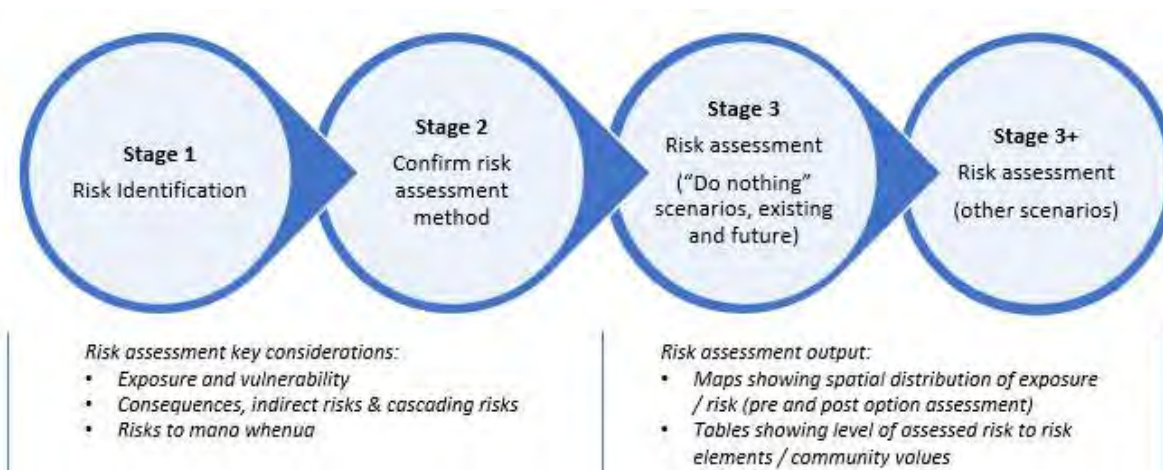 Stage 1
Risk Identification
Stage 2
Confirm risk
assessment
method
Stage 3
Risk assessment
(“Do nothing”
scenarios, existing
and future)
Stage 3+
Risk assessment
(other scenarios)
Risk assessment key considerations:
• Exposure and vulnerability
• Consequences, indirect risks & cascading risks
• Risks to mana whenua
Risk assessment output:
• Maps showing spatial distribution of exposure
/ risk (pre and post option assessment)
• Tables showing level of assessed risk to risk
elements / community values